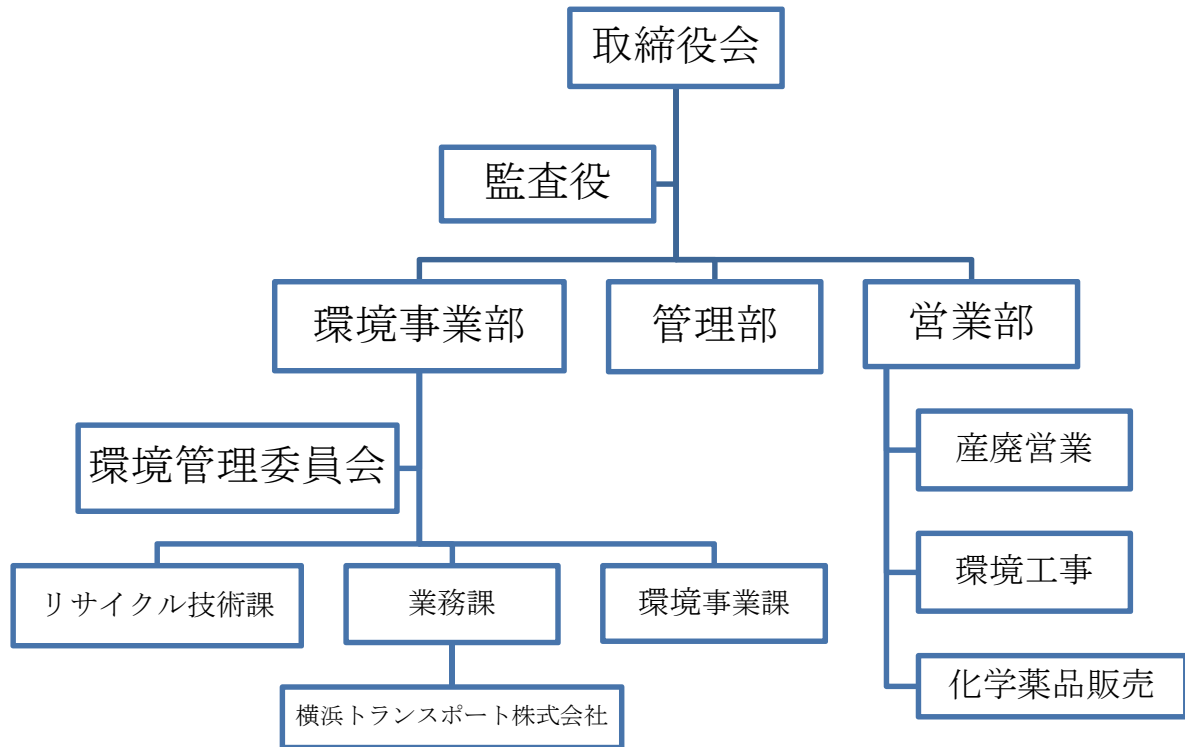 取締役会
監査役
環境事業部
管理部
営業部
環境管理委員会
産廃営業
環境工事
リサイクル技術課
業務課
環境事業課
化学薬品販売
横浜トランスポート株式会社